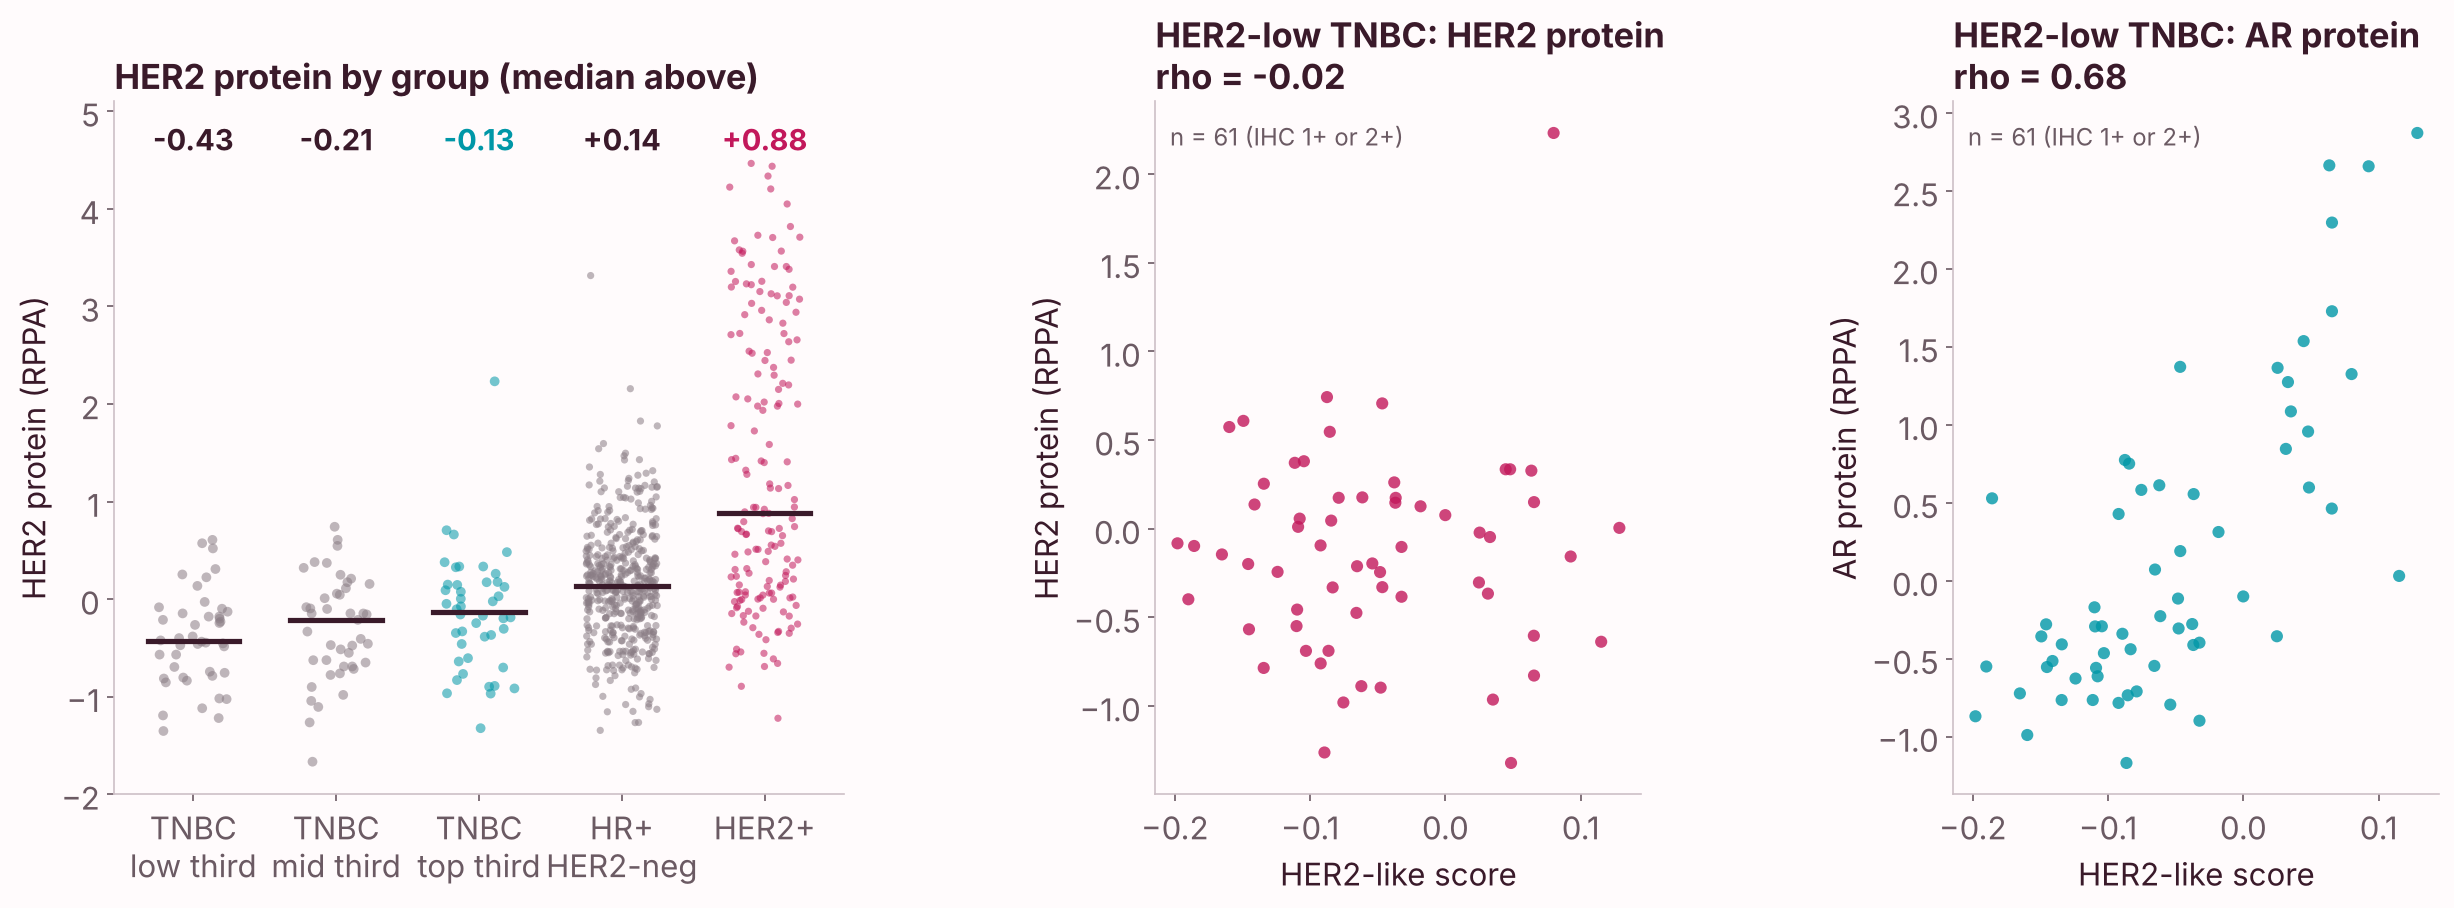 HER2 protein by group (median above)
HER2 protein (RPPA)
5
4
3
2
1
0
−1
−2
-0.43
-0.21
-0.13
+0.14
+0.88
TNBC
low third
TNBC
mid third
TNBC
top third
HR+
HER2-neg
HER2+
HER2-low TNBC: HER2 protein
rho = -0.02
n = 61 (IHC 1+ or 2+)
HER2 protein (RPPA)
2.0
1.5
1.0
0.5
0.0
−0.5
−1.0
−0.2
−0.1
0.0
0.1
HER2-like score
HER2-low TNBC: AR protein
rho = 0.68
n = 61 (IHC 1+ or 2+)
AR protein (RPPA)
3.0
2.5
2.0
1.5
1.0
0.5
0.0
−0.5
−1.0
−0.2
−0.1
0.0
0.1
HER2-like score